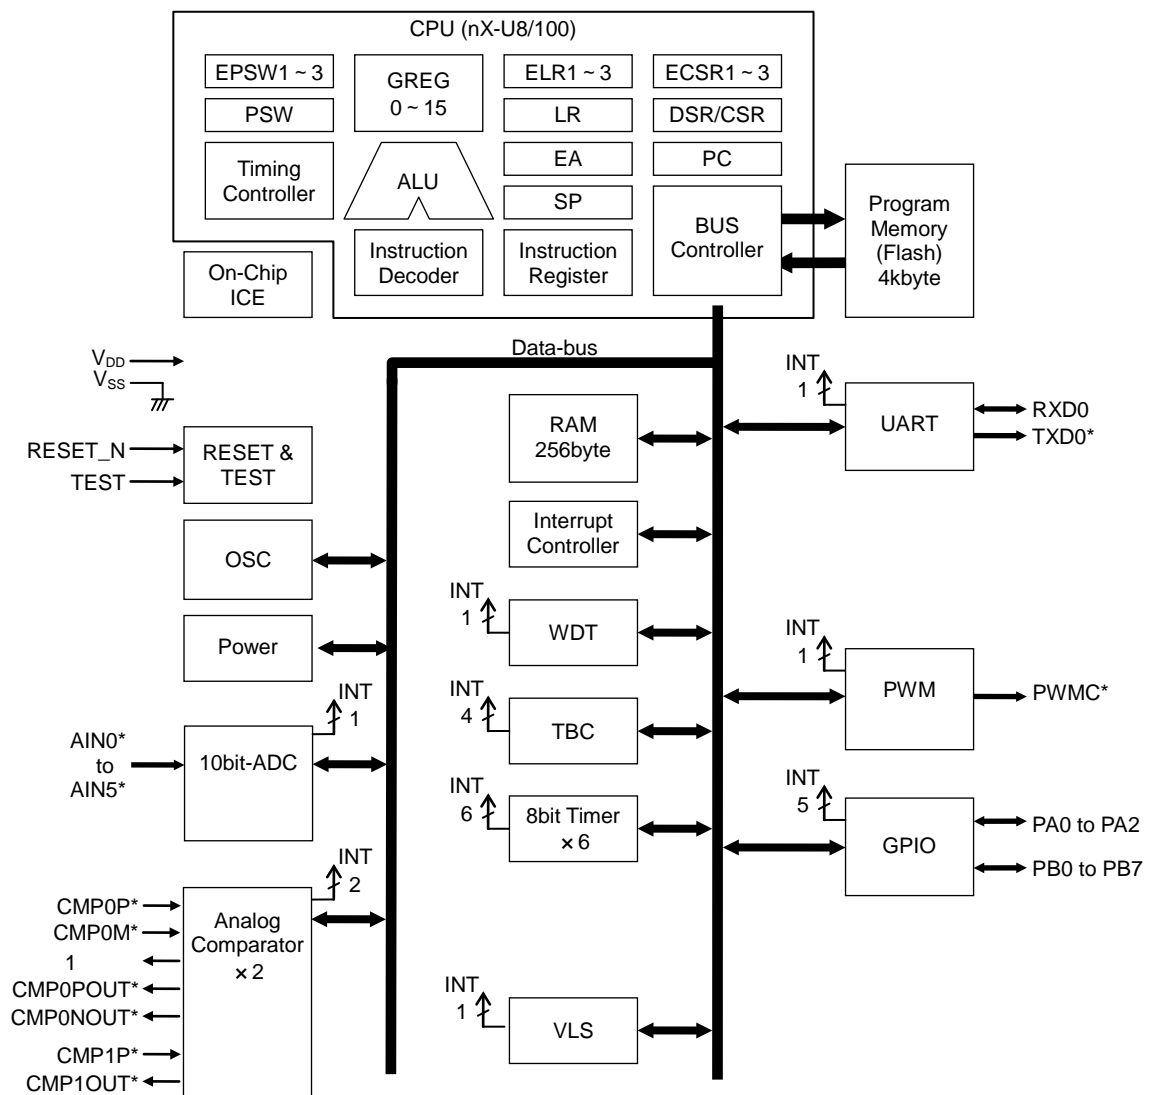 CPU (nX-U8/100)
EPSW1 ~ 3
GREG
0 ~ 15
ELR1 ~ 3
ECSR1 ~ 3
PSW
LR
DSR/CSR
Timing
Controller
ALU
EA
PC
SP
BUS
Controller
Program
Memory
(Flash)
4kbyte
On-Chip
ICE
Instruction
Decoder
Instruction
Register
Data-bus
VDD
VSS
RESET_N
TEST
RESET &
TEST
RAM
256byte
INT
1
UART
RXD0
TXD0*
OSC
Interrupt
Controller
Power
INT
1
WDT
INT
1
PWM
PWMC*
AIN0*
to
AIN5*
10bit-ADC
INT
1
INT
4
TBC
INT
6
8bit Timer
× 6
INT
5
GPIO
PA0 to PA2
PB0 to PB7
CMP0P*
CMP0M*
1
CMP0POUT*
CMP0NOUT*
CMP1P*
CMP1OUT*
Analog
Comparator
× 2
INT
2
INT
1
VLS